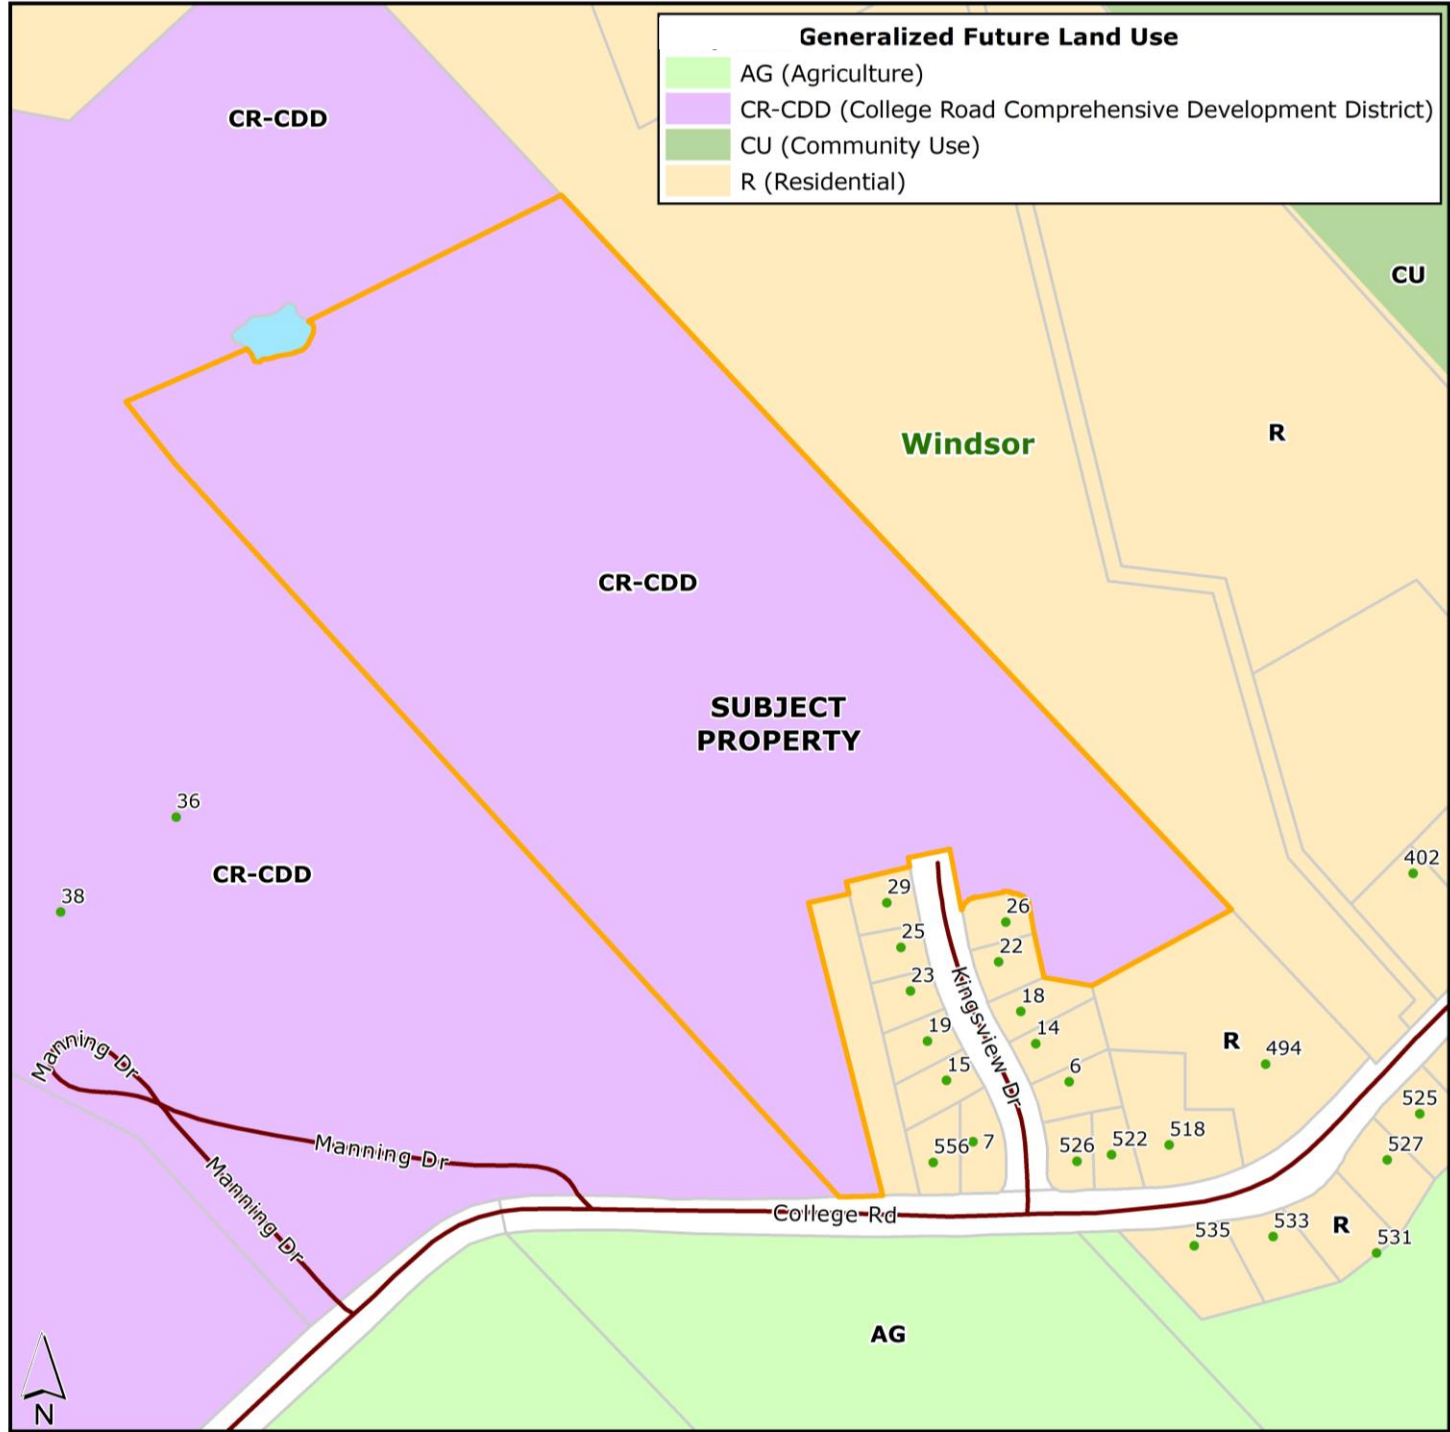 Generalized Future Land Use
AG (Agriculture)
CR-CDD (College Road Comprehensive Development District)
CU (Community Use)
R (Residential)
CR-CDD
CU
R
Windsor
CR-CDD
SUBJECT
PROPERTY
36
CR-CDD
38
402
29
26
25
22
23
18
19
14
15
6
Kingsview Dr
R
494
Manning Dr
Manning Dr
Manning Dr
556
7
526
522
518
525
527
College Rd
535
533
R
531
AG
N